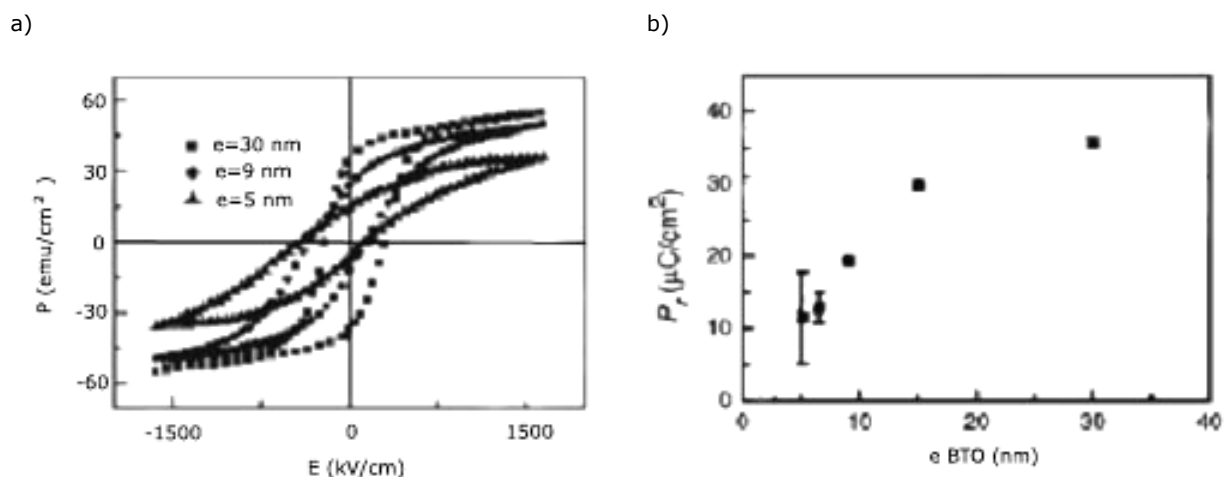 a)
b)
60
30
0
-30
-60
P (emu/cm²)
e=30 nm
e=9 nm
e=5 nm
-1500
0
1500
E (kV/cm)
40
30
20
10
0
Pᵣ (μC/cm²)
0
10
20
30
40
e BTO (nm)